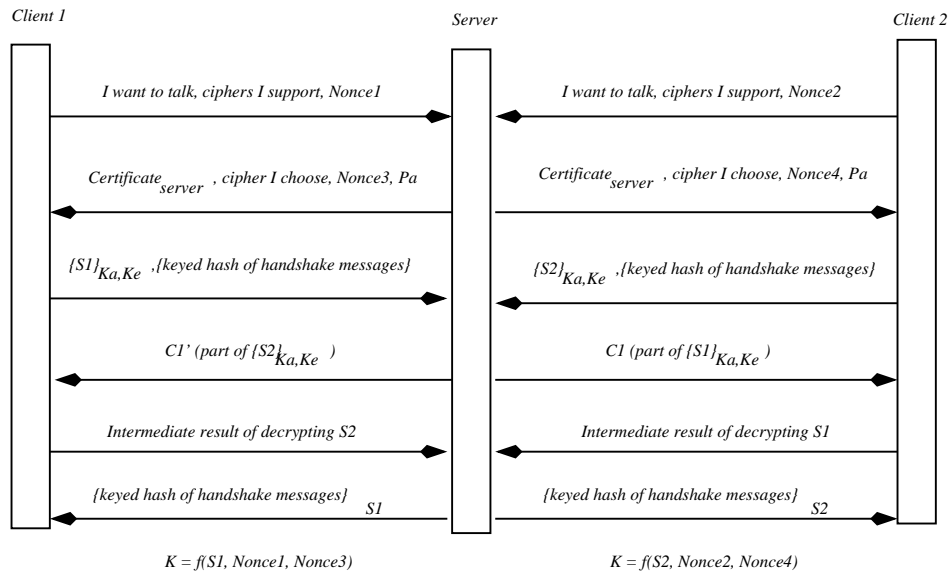 Client 1
Server
Client 2
I want to talk, ciphers I support, Nonce1
I want to talk, ciphers I support, Nonce2
Certificate server , cipher I choose, Nonce3, Pa
Certificate server , cipher I choose, Nonce4, Pa
{S1} Ka,Ke ,{keyed hash of handshake messages}
{S2} Ka,Ke ,{keyed hash of handshake messages}
C1' (part of {S2} Ka,Ke )
C1 (part of {S1} Ka,Ke )
Intermediate result of decrypting S2
Intermediate result of decrypting S1
{keyed hash of handshake messages} S1
{keyed hash of handshake messages} S2
K = f(S1, Nonce1, Nonce3)
K = f(S2, Nonce2, Nonce4)